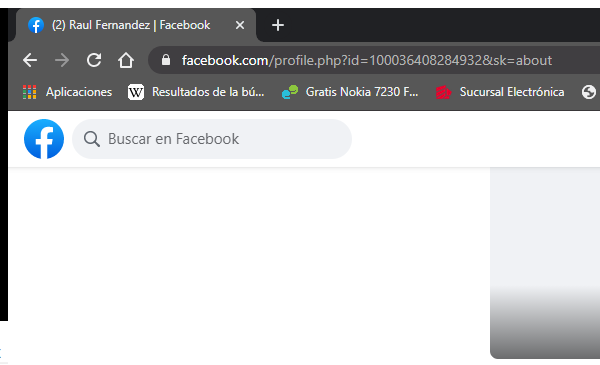 (2) Raul Fernandez | Facebook
facebook.com/profile.php?id=100036408284932&sk=about
Aplicaciones W Resultados de la bú... Gratis Nokia 7230 F... Sucursal Electrónica
Buscar en Facebook